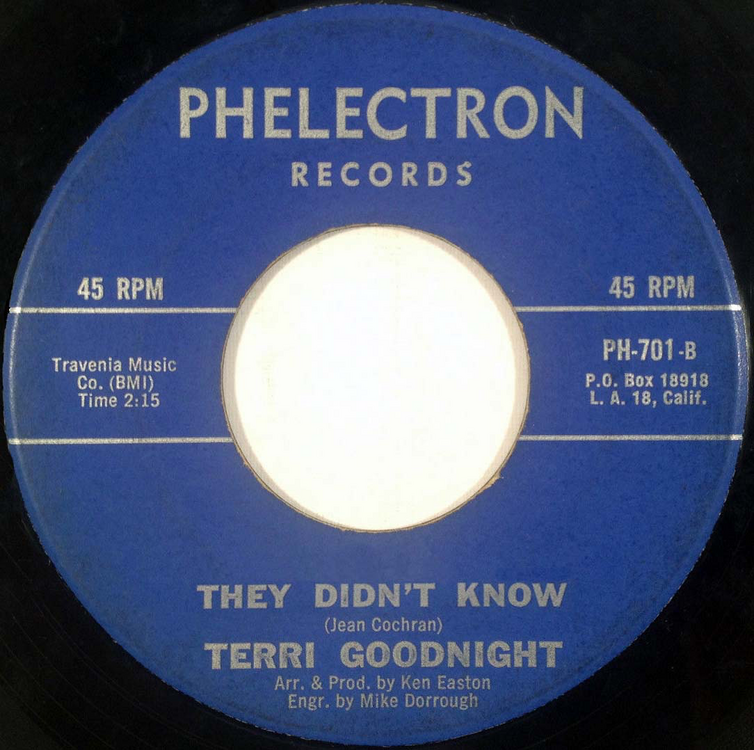 PHELECTRON
RECORDS
45 RPM
45 RPM
Travenia Music
Co. (BMI)
Time 2:15
PH-701-B
P.O. Box 18918
L. A. 18, Calif.
THEY DIDN'T KNOW
(Jean Cochran)
TERRI GOODNIGHT
Arr. & Prod. by Ken Easton
Engr. by Mike Dorrough